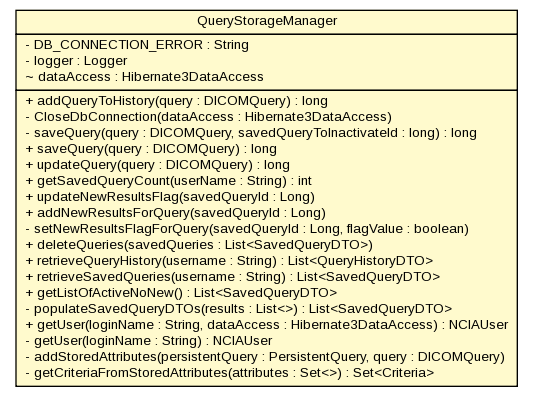 QueryStorageManager
- DB_CONNECTION_ERROR : String
- logger : Logger
~ dataAccess : Hibernate3DataAccess
+ addQueryToHistory(query : DICOMQuery) : long
- CloseDbConnection(dataAccess : Hibernate3DataAccess)
- saveQuery(query : DICOMQuery, savedQueryToInactivateId : long) : long
+ saveQuery(query : DICOMQuery) : long
+ updateQuery(query : DICOMQuery) : long
+ getSavedQueryCount(userName : String) : int
+ updateNewResultsFlag(savedQueryId : Long)
+ addNewResultsForQuery(savedQueryId : Long)
- setNewResultsFlagForQuery(savedQueryId : Long, flagValue : boolean)
+ deleteQueries(savedQueries : List<SavedQueryDTO>)
+ retrieveQueryHistory(username : String) : List<QueryHistoryDTO>
+ retrieveSavedQueries(username : String) : List<SavedQueryDTO>
+ getListOfActiveNoNew() : List<SavedQueryDTO>
- populateSavedQueryDTOs(results : List<>) : List<SavedQueryDTO>
+ getUser(loginName : String, dataAccess : Hibernate3DataAccess) : NCIAUser
- getUser(loginName : String) : NCIAUser
- addStoredAttributes(persistentQuery : PersistentQuery, query : DICOMQuery)
- getCriteriaFromStoredAttributes(attributes : Set<>) : Set<Criteria>